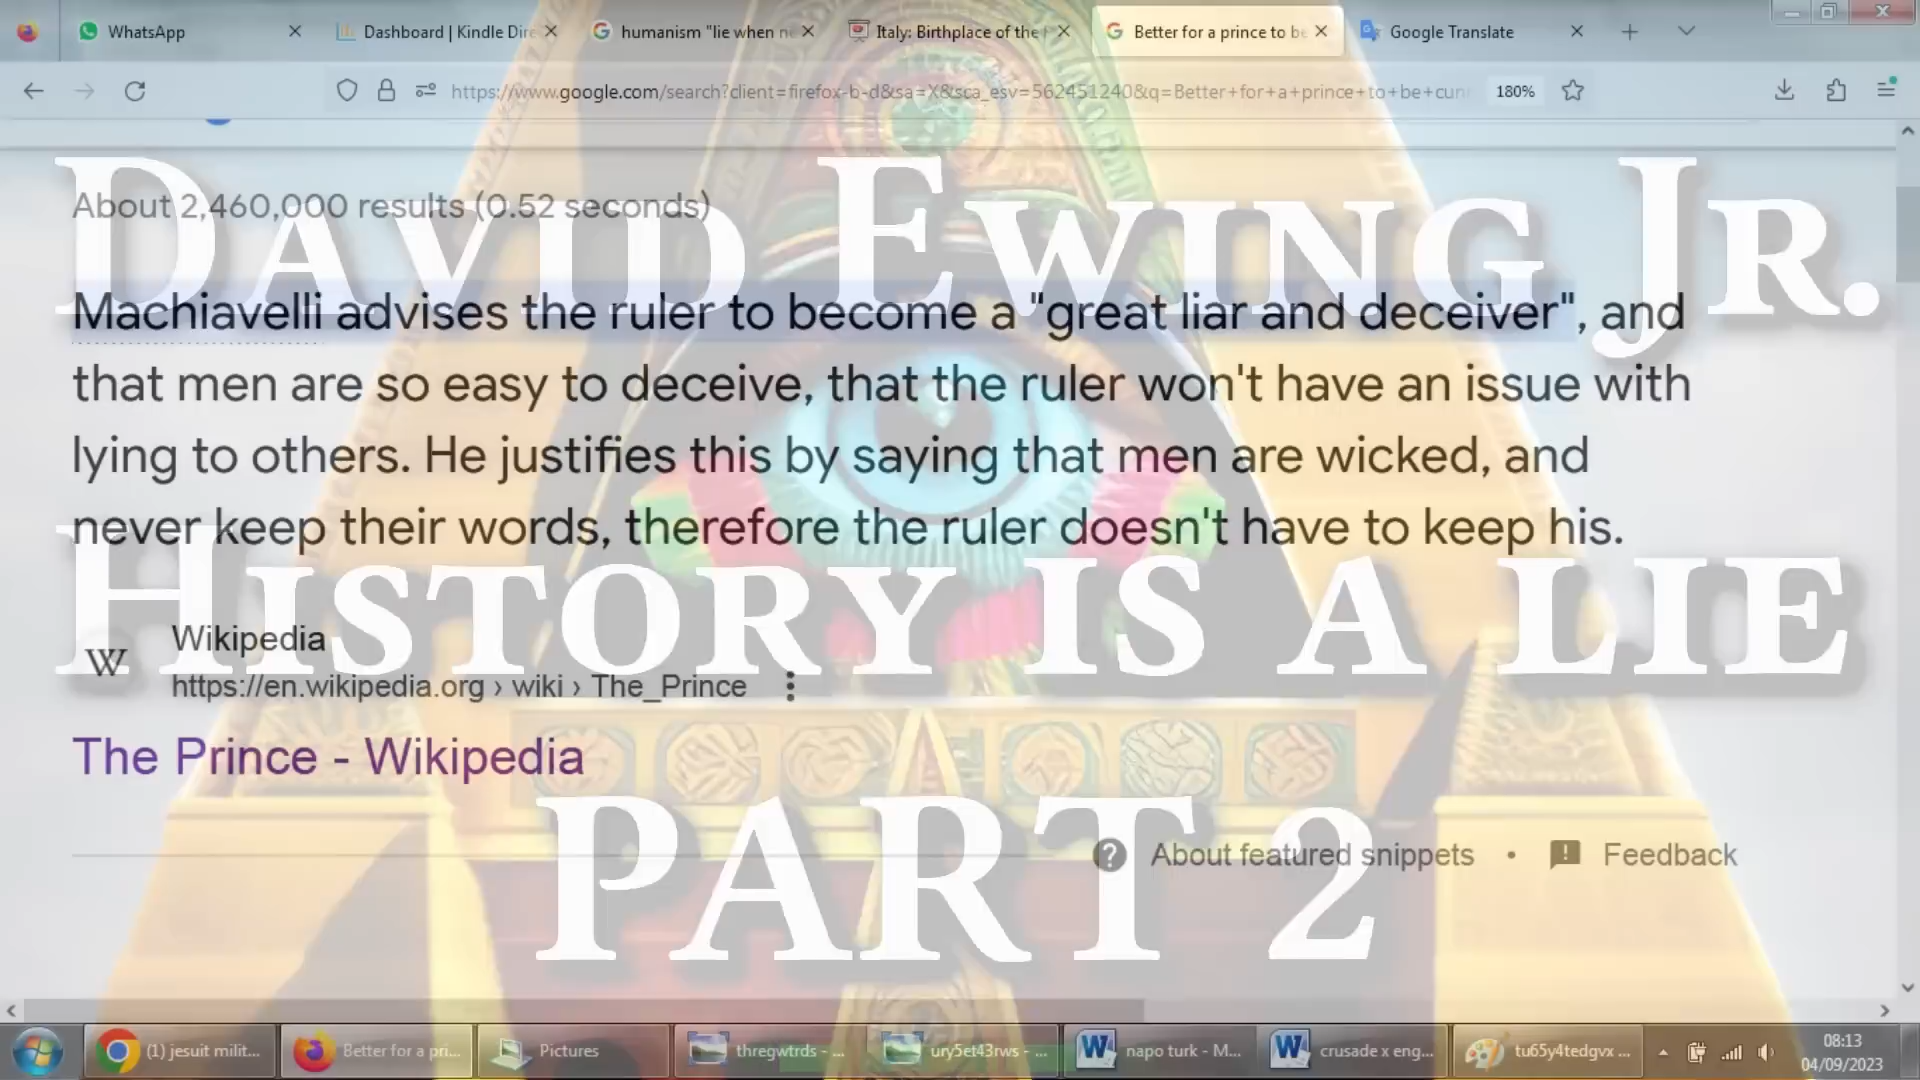 WhatsApp
Dashboard | Kindle Dire
humanism "lie when ne
Italy: Birthplace of the
Better for a prince to be
Google Translate
https://www.google.com/search?client=firefox-b-d&sa=X&sca_esv=562451240&q=Better+for+a+prince+to+be+cun
180%
About 2,460,000 results (0.52 seconds)
David Ewing Jr.
Machiavelli advises the ruler to become a "great liar and deceiver", and
that men are so easy to deceive, that the ruler won't have an issue with
lying to others. He justifies this by saying that men are wicked, and
never keep their words, therefore the ruler doesn't have to keep his.
History is a lie
W
Wikipedia
https://en.wikipedia.org › wiki › The_Prince
The Prince - Wikipedia
part 2
About featured snippets • Feedback
(1) jesuit milit...
Better for a pri...
Pictures
thregwtrds - ...
ury5et43rws - ...
napo turk - M...
crusade x eng...
tu65y4tedgvx ...
08:13
04/09/2023